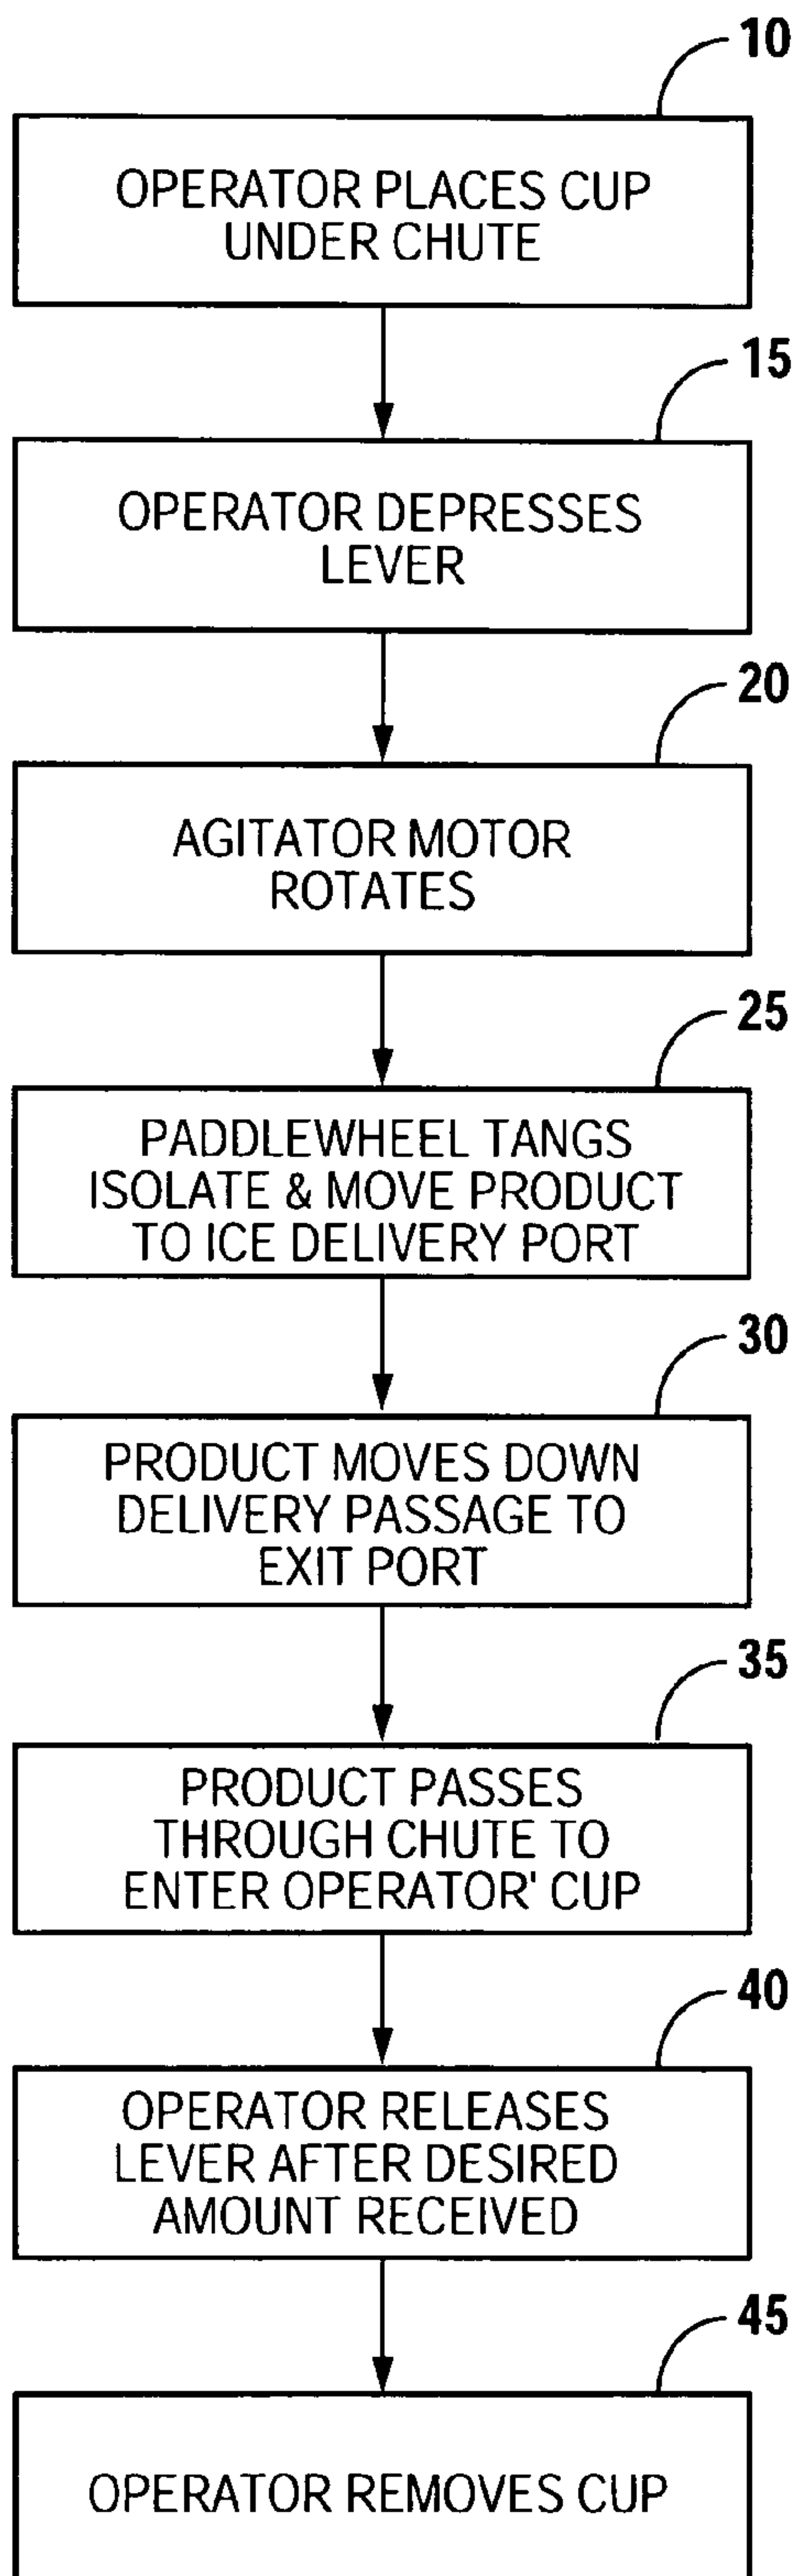 10
OPERATOR PLACES CUP
UNDER CHUTE
15
OPERATOR DEPRESSES
LEVER
20
AGITATOR MOTOR
ROTATES
25
PADDLEWHEEL TANGS
ISOLATE & MOVE PRODUCT
TO ICE DELIVERY PORT
30
PRODUCT MOVES DOWN
DELIVERY PASSAGE TO
EXIT PORT
35
PRODUCT PASSES
THROUGH CHUTE TO
ENTER OPERATOR' CUP
40
OPERATOR RELEASES
LEVER AFTER DESIRED
AMOUNT RECEIVED
45
OPERATOR REMOVES CUP